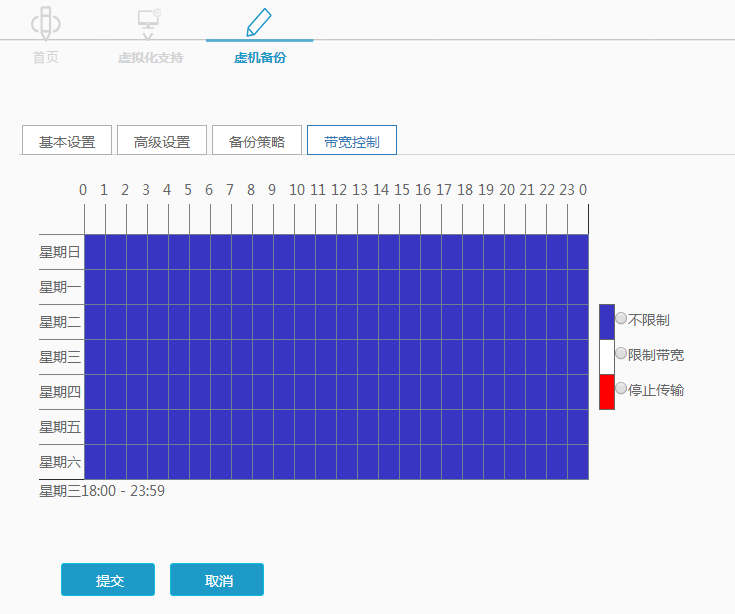 首页 虚拟化支持 虚机备份
基本设置 高级设置 备份策略 带宽控制
0 1 2 3 4 5 6 7 8 9 10 11 12 13 14 15 16 17 18 19 20 21 22 23 0
星期日
星期一
星期二
星期三
星期四
星期五
星期六
不限制
限制带宽
停止传输
星期三18:00 - 23:59
提交 取消